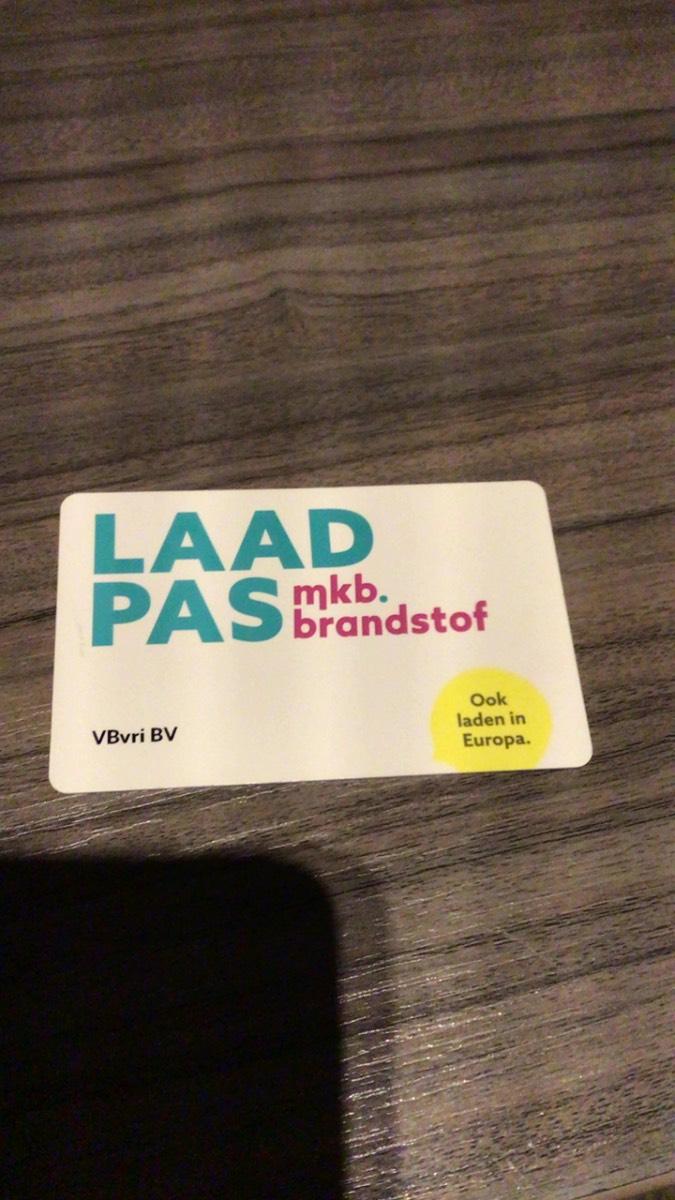 LAAD
PAS mkb.
brandstof
VBvri BV
Ook
laden in
Europa.